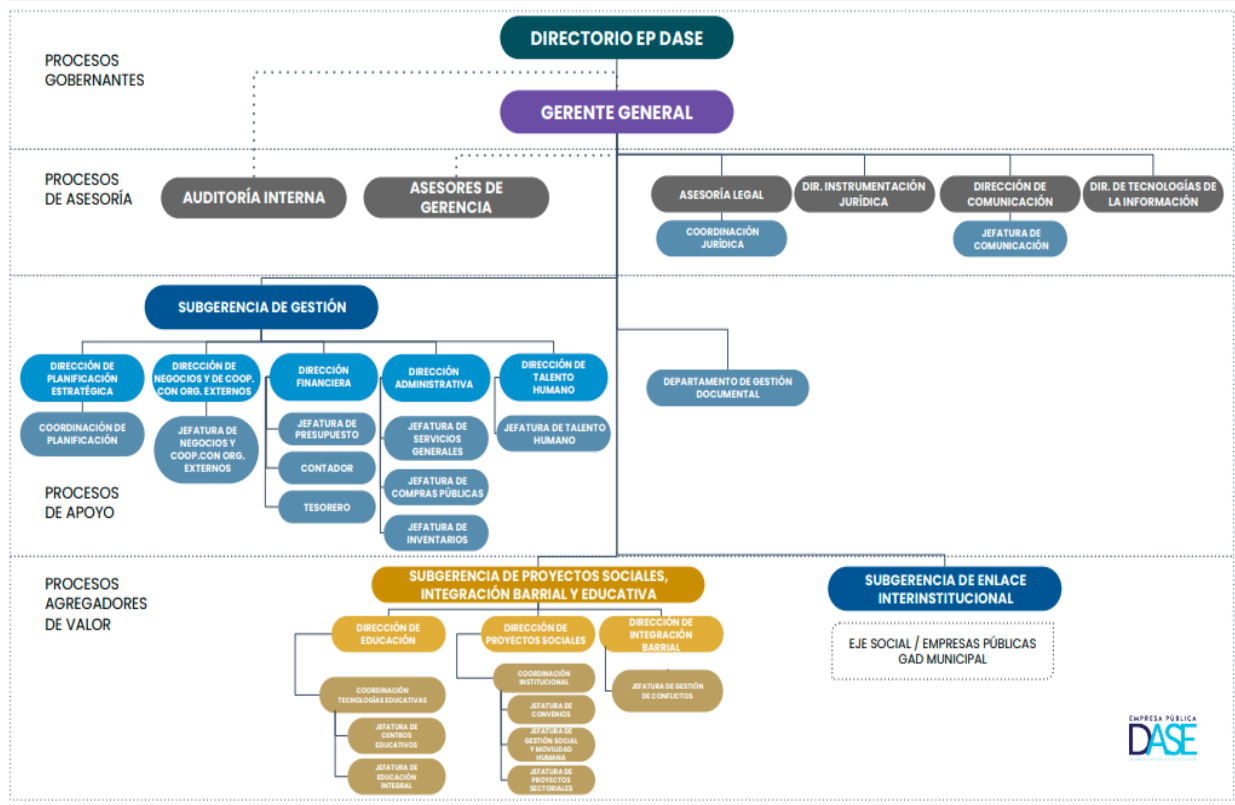 DIRECTORIO EP DASE
PROCESOS
GOBERNANTES
GERENTE GENERAL
PROCESOS
DE ASESORÍA
AUDITORÍA INTERNA
ASESORES DE
GERENCIA
ASESORÍA LEGAL
DIR. INSTRUMENTACIÓN
JURÍDICA
DIRECCIÓN DE
COMUNICACIÓN
DIR. DE TECNOLOGÍAS DE
LA INFORMACIÓN
COORDINACIÓN
JURÍDICA
JEFATURA DE
COMUNICACIÓN
SUBGERENCIA DE GESTIÓN
DIRECCIÓN DE
PLANIFICACIÓN
ESTRATÉGICA
DIRECCIÓN DE
NEGOCIOS Y DE COOP.
CON ORG. EXTERNOS
DIRECCIÓN
FINANCIERA
DIRECCIÓN
ADMINISTRATIVA
DIRECCIÓN DE
TALENTO
HUMANO
DEPARTAMENTO DE GESTIÓN
DOCUMENTAL
COORDINACIÓN DE
PLANIFICACIÓN
JEFATURA DE
NEGOCIOS Y
COOP.CON ORG.
EXTERNOS
JEFATURA DE
PRESUPUESTO
CONTADOR
TESORERO
JEFATURA DE
SERVICIOS
GENERALES
JEFATURA DE
COMPRAS PÚBLICAS
JEFATURA DE
INVENTARIOS
JEFATURA DE TALENTO
HUMANO
PROCESOS
DE APOYO
PROCESOS
AGREGADORES
DE VALOR
SUBGERENCIA DE PROYECTOS SOCIALES,
INTEGRACIÓN BARRIAL Y EDUCATIVA
SUBGERENCIA DE ENLACE
INTERINSTITUCIONAL
EJE SOCIAL / EMPRESAS PÚBLICAS
GAD MUNICIPAL
DIRECCIÓN DE
EDUCACIÓN
DIRECCIÓN DE
PROYECTOS SOCIALES
DIRECCIÓN DE
INTEGRACIÓN
BARRIAL
COORDINACIÓN
TECNOLOGÍAS EDUCATIVAS
JEFATURA DE
CENTROS
EDUCATIVOS
JEFATURA DE
EDUCACIÓN
INTEGRAL
COORDINACIÓN
INSTITUCIONAL
JEFATURA DE
CONVENIOS
JEFATURA DE
GESTIÓN SOCIAL
Y MOVILIDAD
HUMANA
JEFATURA DE
PROYECTOS
SECTORIALES
JEFATURA DE GESTIÓN
DE CONFLICTOS
EMPRESA PÚBLICA
DASE